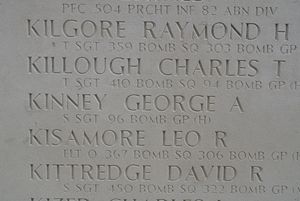 PFC 504 PRCHT INF 82 ABN DIV
KILGORE RAYMOND H
T SGT 359 BOMB SQ 303 BOMB GP
KILLOUGH CHARLES T
T SGT 410 BOMB SQ 94 BOMB GP (H
KINNEY GEORGE A
S SGT 96 BOMB GP (H)
KISAMORE LEO R
FLT O 367 BOMB SQ 306 BOMB GP (
KITTREDGE DAVID R
S SGT 450 BOMB SQ 322 BOMB GP (M